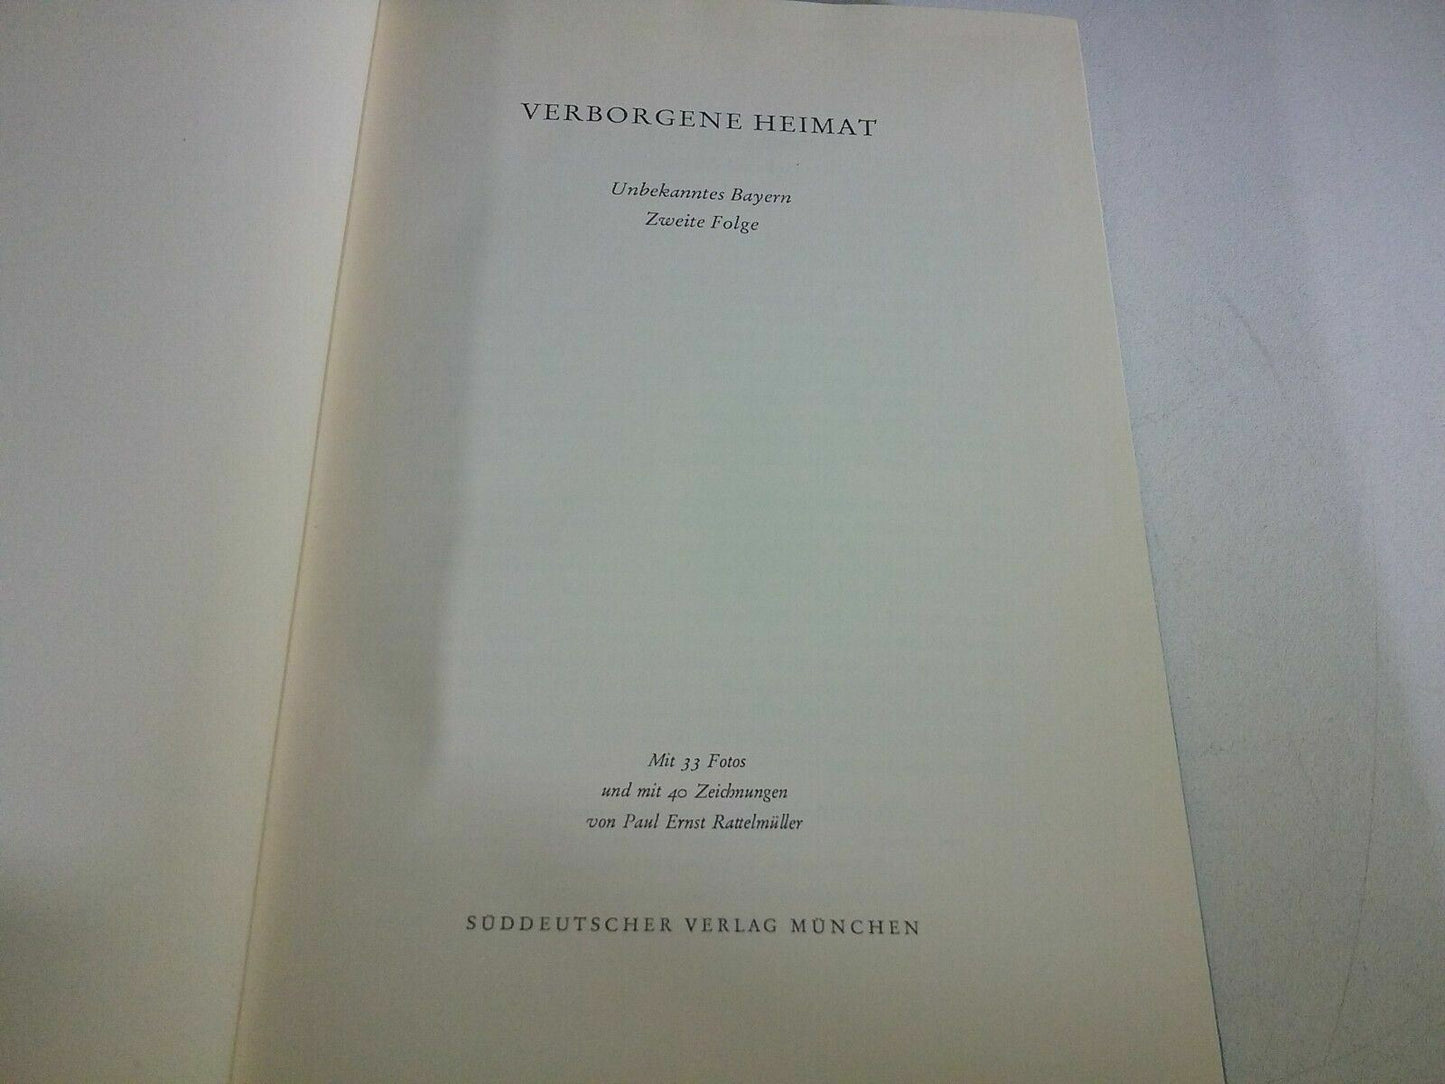 VERBORGENE HEIMAT
Unbekanntes Bayern
Zweite Folge
Mit 33 Fotos
und mit 40 Zeichnungen
von Paul Ernst Rattelmüller
SÜDDEUTSCHER VERLAG MÜNCHEN